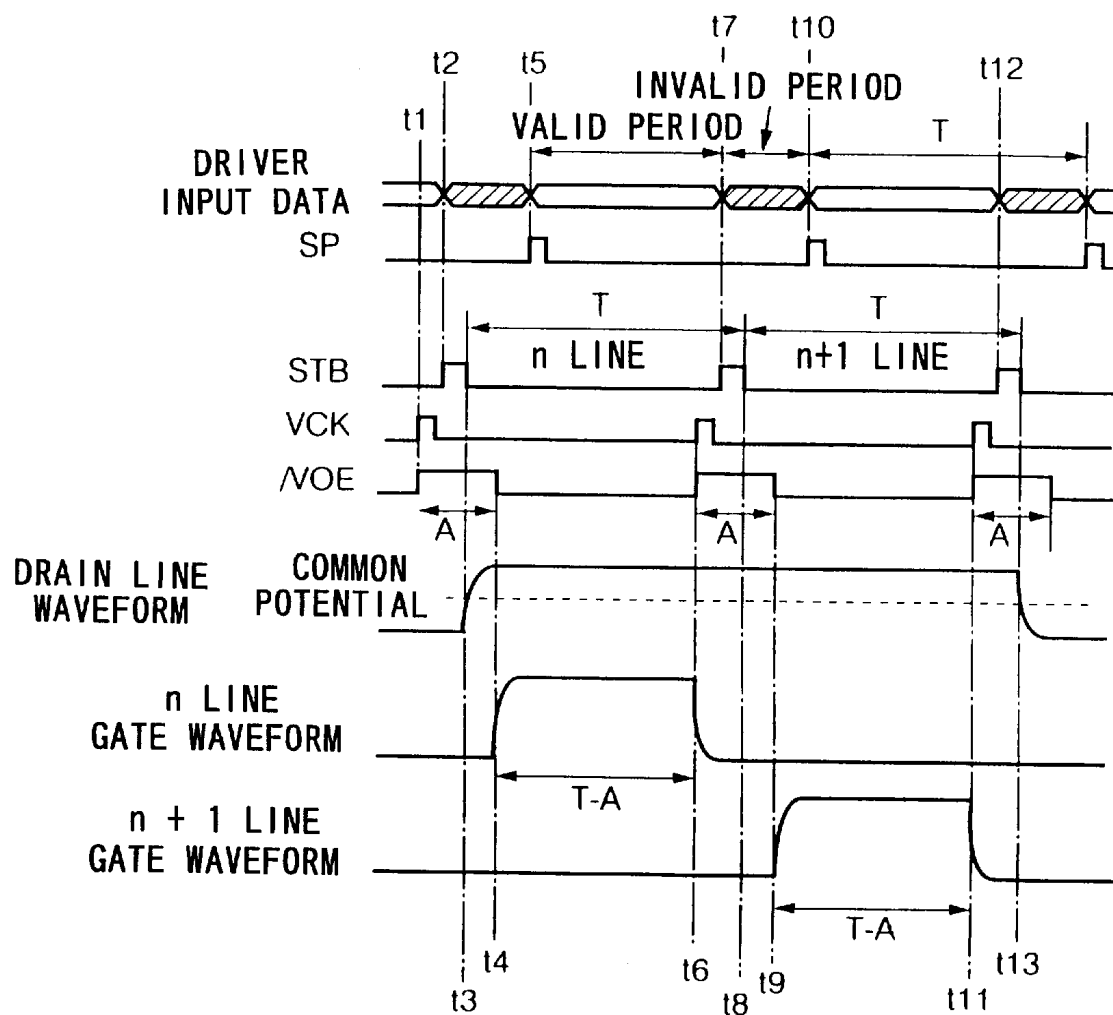 t7 t10
t2 t5 t12
INVALID PERIOD
t1 VALID PERIOD T
DRIVER
INPUT DATA
SP
T T
n LINE n+1 LINE
STB
VCK
/VOE
A A A
DRAIN LINE
WAVEFORM
COMMON
POTENTIAL
n LINE
GATE WAVEFORM
T-A
n + 1 LINE
GATE WAVEFORM
T-A
t4 t6 t9 t13
t3 t8 t11